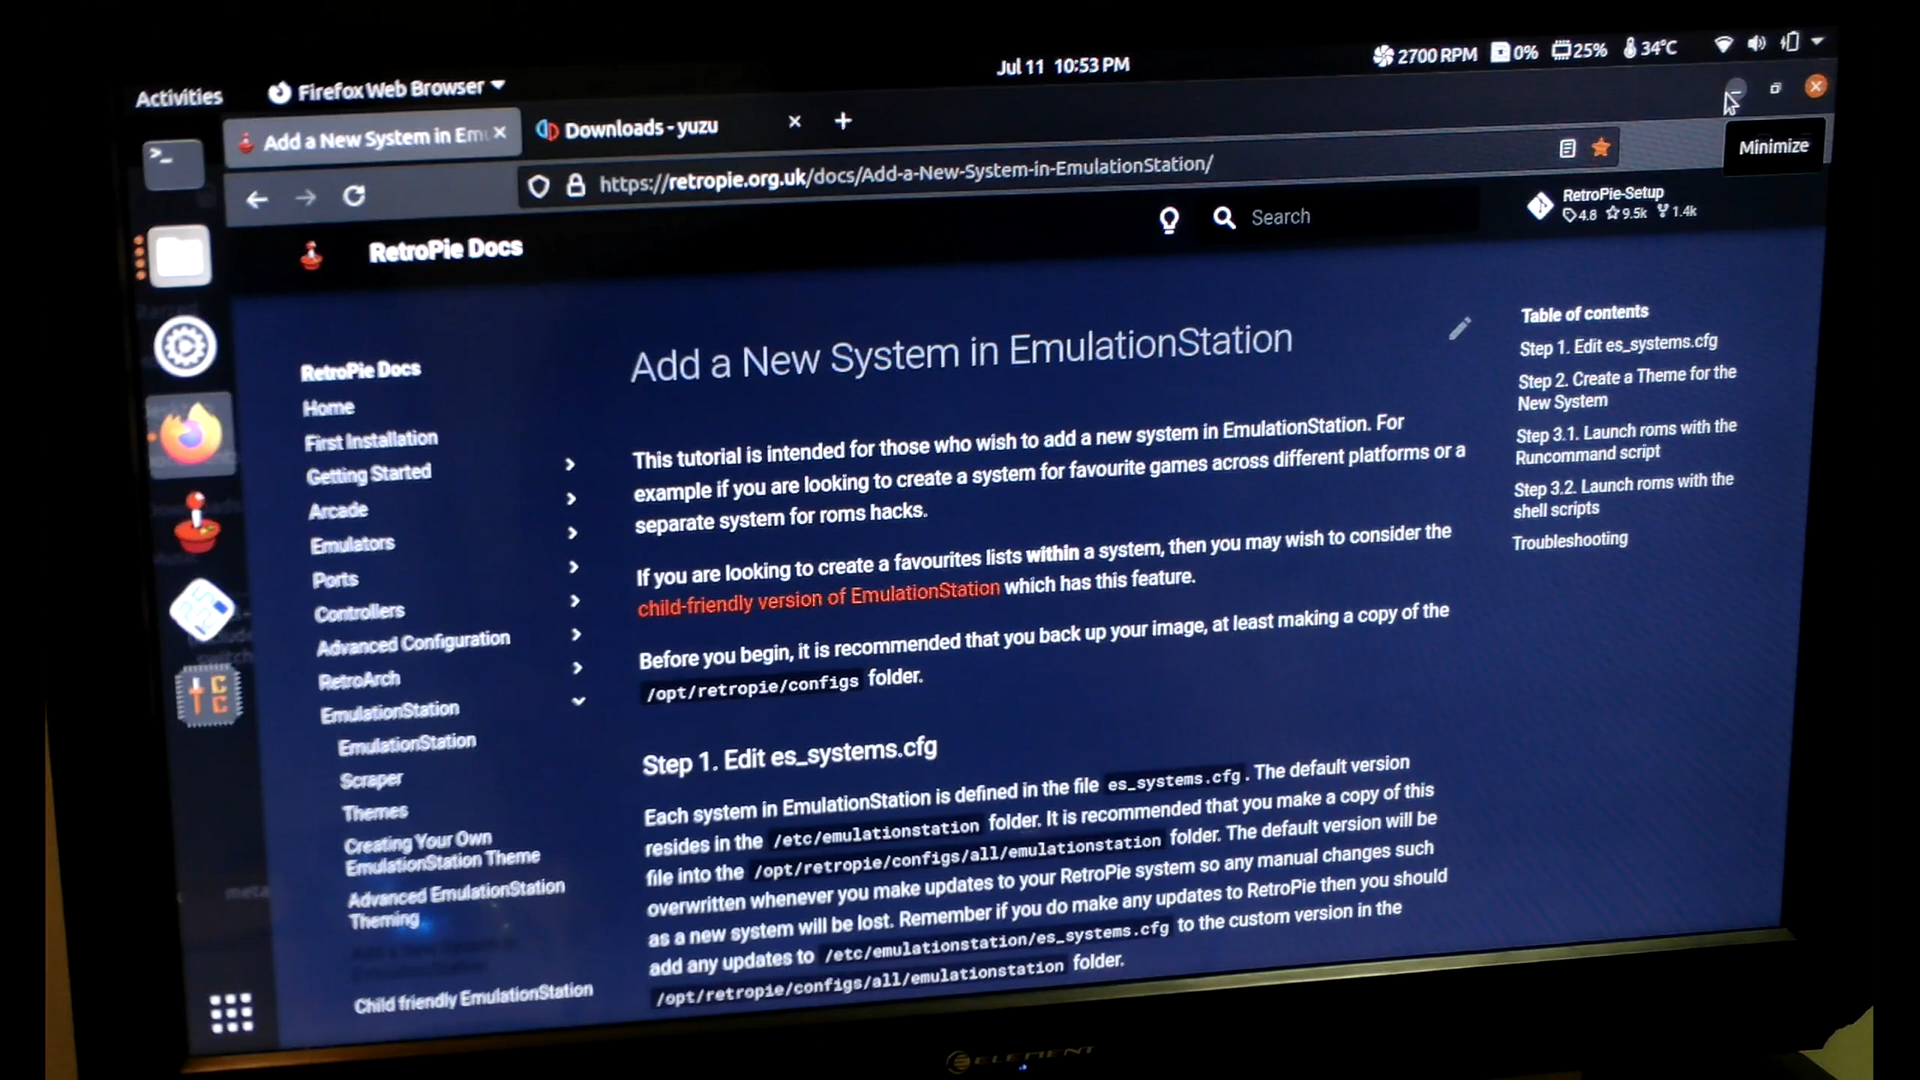 Activities
Firefox Web Browser
Jul 11 10:53 PM
2700 RPM 0% 25% 34°C
Add a New System in Em
Downloads - yuzu
Minimize
https://retropie.org.uk/docs/Add-a-New-System-in-EmulationStation/
RetroPie Docs
Search
RetroPie-Setup
4.8 9.5k 1.4k
RetroPie Docs
Home
First Installation
Getting Started
Arcade
Emulators
Ports
Controllers
Advanced Configuration
RetroArch
EmulationStation
EmulationStation
Scraper
Themes
Creating Your Own
EmulationStation Theme
Advanced EmulationStation
Theming
Child friendly EmulationStation
Add a New System in EmulationStation
This tutorial is intended for those who wish to add a new system in EmulationStation. For
example if you are looking to create a system for favourite games across different platforms or a
separate system for roms hacks.
If you are looking to create a favourites lists within a system, then you may wish to consider the
child-friendly version of EmulationStation which has this feature.
Before you begin, it is recommended that you back up your image, at least making a copy of the
/opt/retropie/configs folder.
Step 1. Edit es_systems.cfg
Each system in EmulationStation is defined in the file es_systems.cfg. The default version
resides in the /etc/emulationstation folder. It is recommended that you make a copy of this
file into the /opt/retropie/configs/all/emulationstation folder. The default version will be
overwritten whenever you make updates to your RetroPie system so any manual changes such
as a new system will be lost. Remember if you do make any updates to RetroPie then you should
add any updates to /etc/emulationstation/es_systems.cfg to the custom version in the
/opt/retropie/configs/all/emulationstation folder.
Table of contents
Step 1. Edit es_systems.cfg
Step 2. Create a Theme for the
New System
Step 3.1. Launch roms with the
Runcommand script
Step 3.2. Launch roms with the
shell scripts
Troubleshooting
ELEMENT